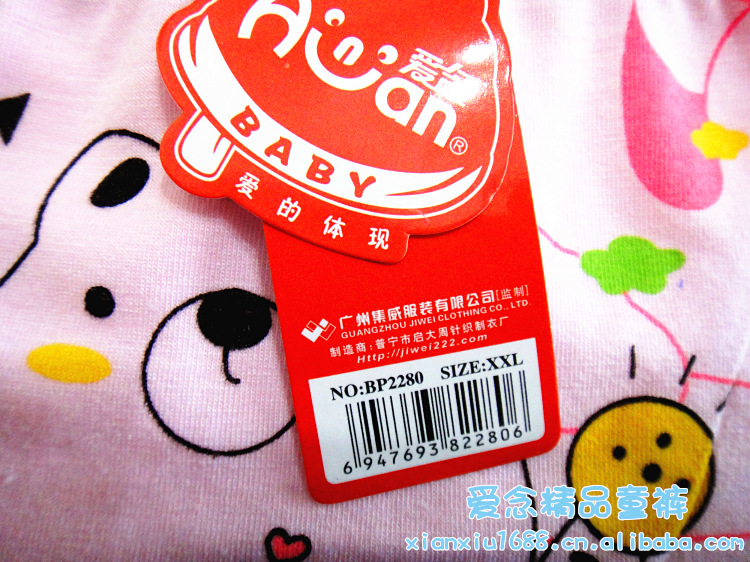 Aiyan
爱
®
BABY
爱的体现
广州集威服装有限公司[监制]
GUANGZHOU JIWEI CLOTHING CO., LTD.
制造商:普宁市启大周针织制衣厂
Http://jiwei222.com
NO:BP2280 SIZE:XXL
6 947693 822806
爱念精品童裤
xianxiu1688.cn.alibaba.com